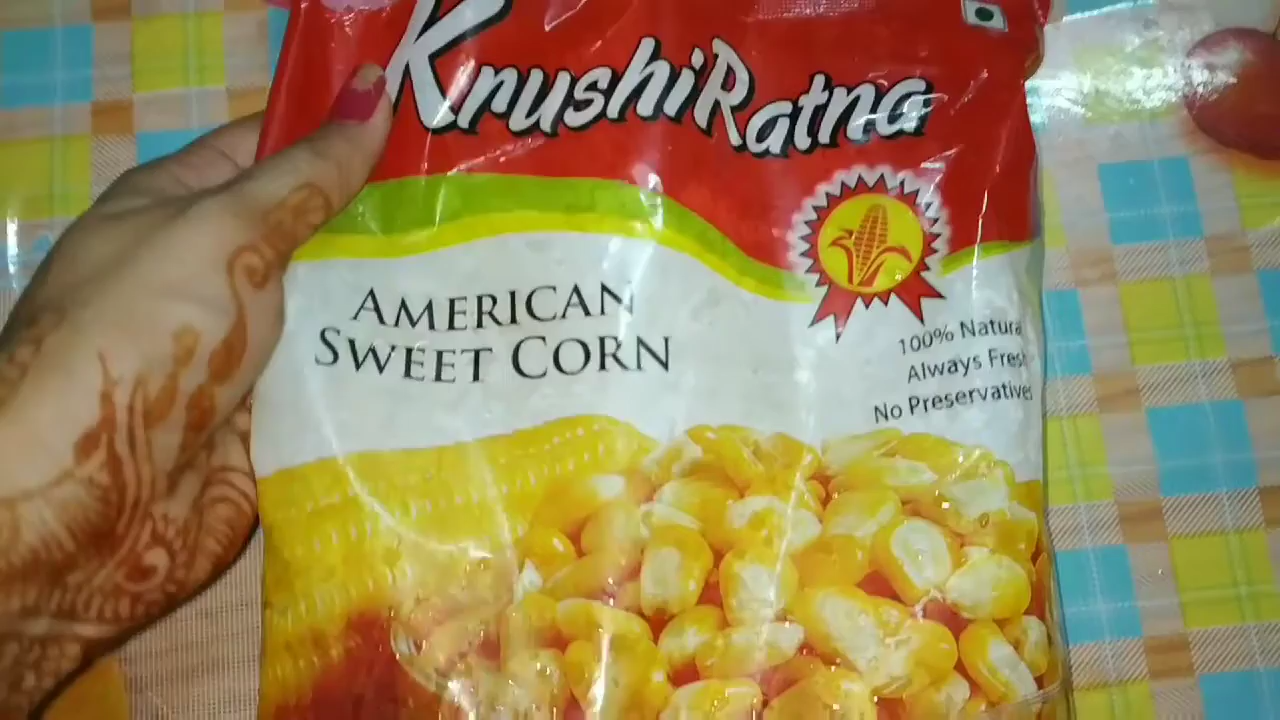 KrushiRatna
AMERICAN
SWEET CORN
100% Natural
Always Fresh
No Preservatives